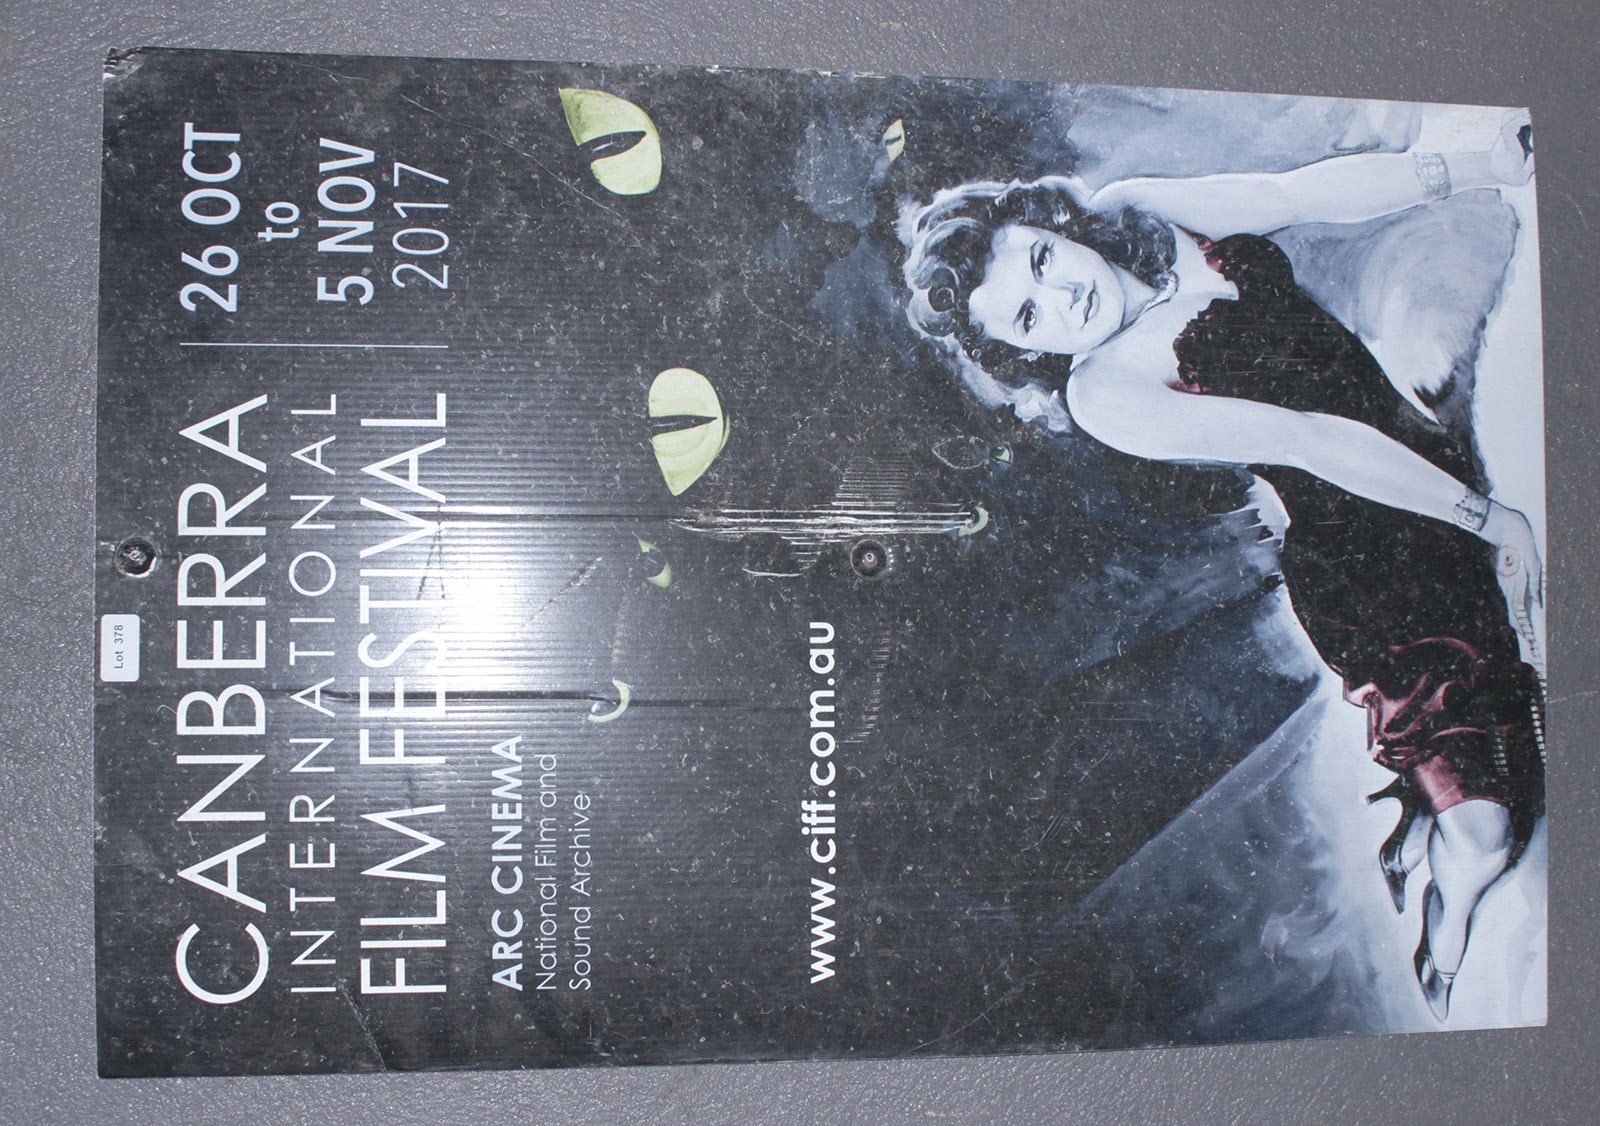 Lot 378
CANBERRA
INTERNATIONAL
FILM FESTIVAL
26 OCT
to
5 NOV
2017
ARC CINEMA
National Film and
Sound Archive
www.ciff.com.au